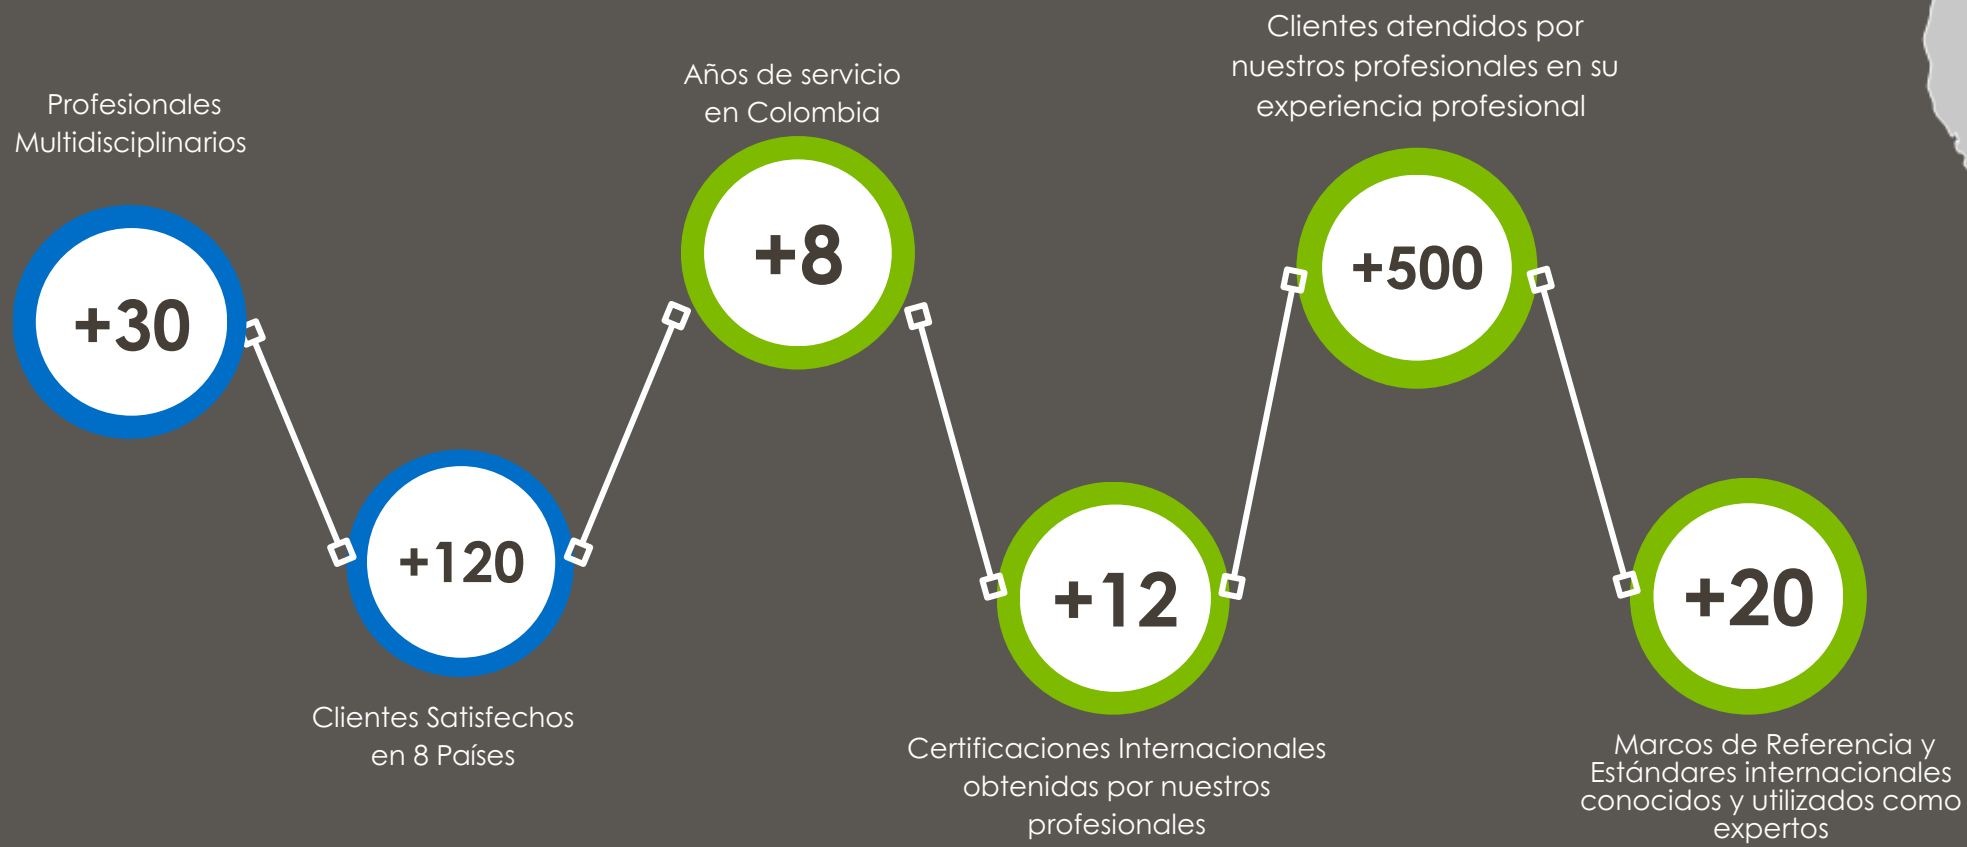 Profesionales
Multidisciplinarios
+30
+120
Clientes Satisfechos
en 8 Países
Años de servicio
en Colombia
+8
+12
Certificaciones Internacionales
obtenidas por nuestros
profesionales
Clientes atendidos por
nuestros profesionales en su
experiencia profesional
+500
+20
Marcos de Referencia y
Estándares internacionales
conocidos y utilizados como
expertos